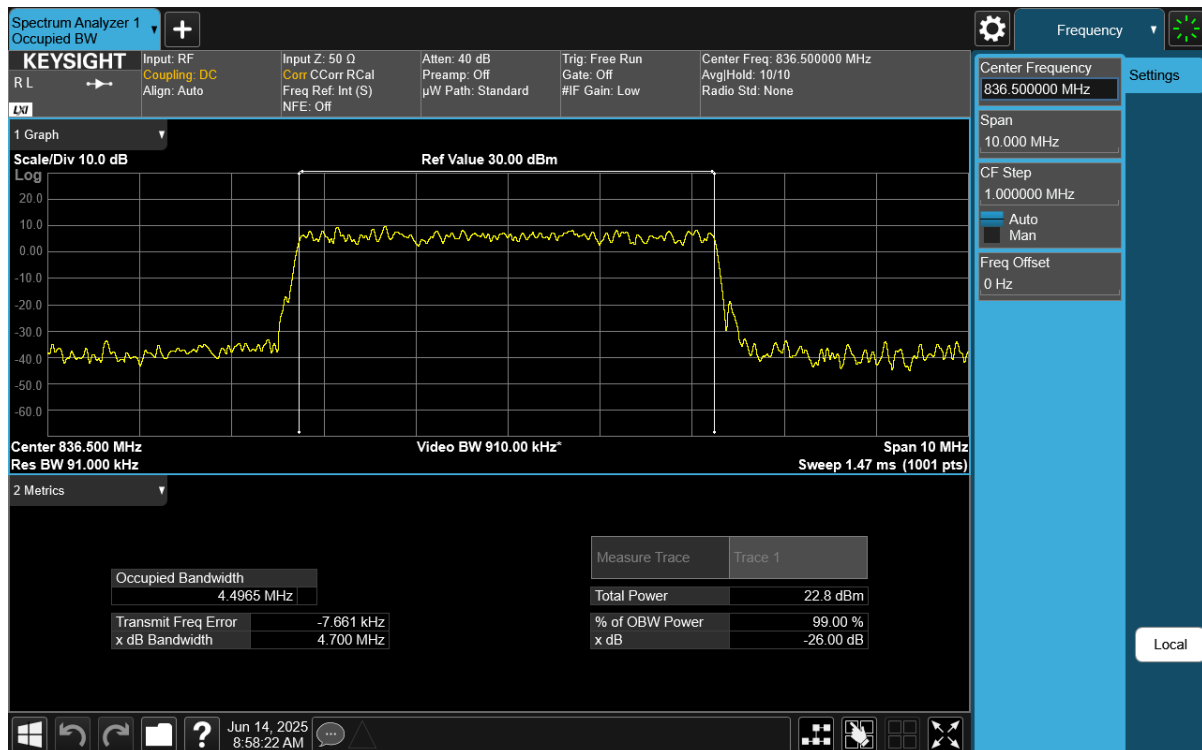 Spectrum Analyzer 1
Occupied BW
Frequency
KEYSIGHT
R L
LXI
Input: RF
Coupling: DC
Align: Auto
Input Z: 50 Ω
Corr CCorr RCal
Freq Ref: Int (S)
NFE: Off
Atten: 40 dB
Preamp: Off
µW Path: Standard
Trig: Free Run
Gate: Off
#IF Gain: Low
Center Freq: 836.500000 MHz
Avg|Hold: 10/10
Radio Std: None
Center Frequency
836.500000 MHz
Settings
Span
10.000 MHz
CF Step
1.000000 MHz
Auto
Man
Freq Offset
0 Hz
Local
1 Graph
Scale/Div 10.0 dB
Ref Value 30.00 dBm
Log
20.0
10.0
0.00
-10.0
-20.0
-30.0
-40.0
-50.0
-60.0
Center 836.500 MHz
Video BW 910.00 kHz*
Span 10 MHz
Res BW 91.000 kHz
Sweep 1.47 ms (1001 pts)
2 Metrics
Measure Trace
Trace 1
Occupied Bandwidth
4.4965 MHz
Total Power
22.8 dBm
Transmit Freq Error
-7.661 kHz
% of OBW Power
99.00 %
x dB Bandwidth
4.700 MHz
x dB
-26.00 dB
?
Jun 14, 2025
8:58:22 AM